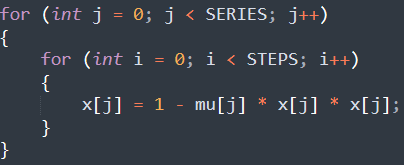 for (int j = 0; j < SERIES; j++)
{
    for (int i = 0; i < STEPS; i++)
    {
        x[j] = 1 - mu[j] * x[j] * x[j];
    }
}